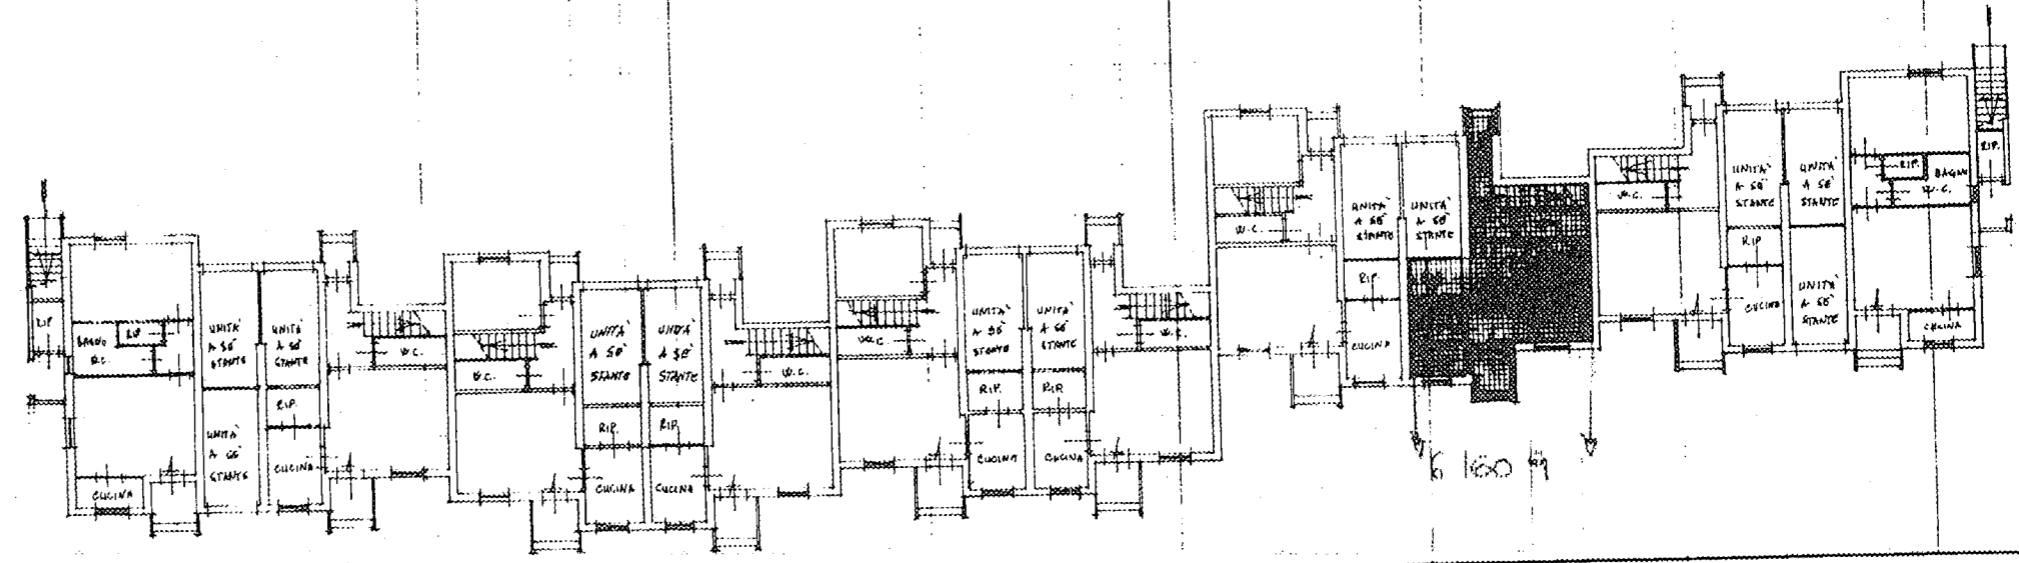 RIP
BAGNO
RIP
W.C.
CUCINA
UNITA'
A SE'
STANTE
UNITA'
A SE'
STANTE
UNITA'
A SE'
STANTE
RIP.
CUCINA
W.C.
W.C.
UNITA'
A SE'
STANTE
UNITA'
A SE'
STANTE
RIP.
RIP.
CUCINA
CUCINA
W.C.
W.C.
UNITA'
A SE'
STANTE
UNITA'
A SE'
STANTE
RIP.
RIP.
CUCINA
CUCINA
W.C.
W.C.
UNITA'
A SE'
STANTE
UNITA'
A SE'
STANTE
RIP.
CUCINA
W.C.
UNITA'
A SE'
STANTE
UNITA'
A SE'
STANTE
RIP
CUCINA
UNITA'
A SE'
STANTE
RIP.
BAGNO
W.C.
CUCINA
RIP.